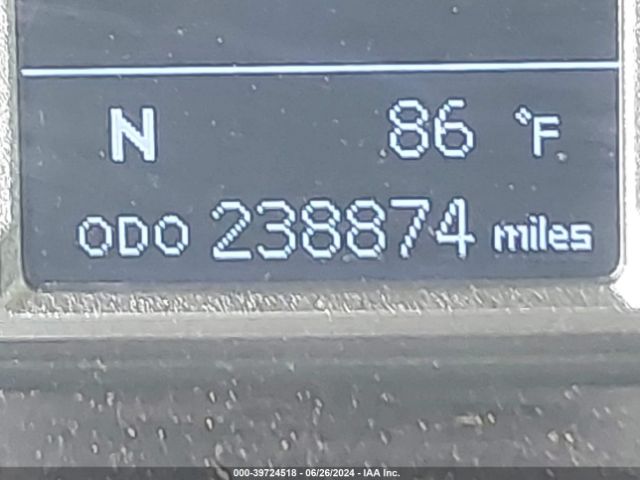 N 86 °F
ODO 238874 miles
000-39724518 - 06/26/2024 - IAA Inc.